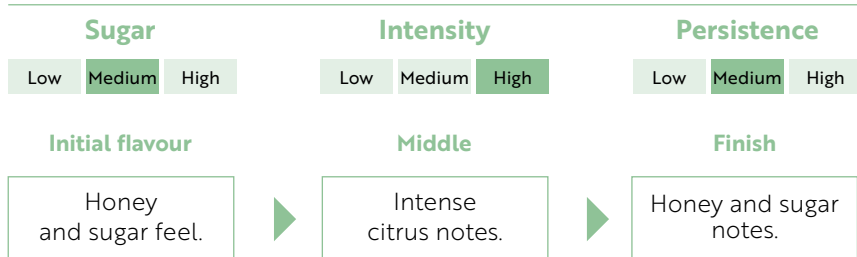 Sugar
Intensity
Persistence
Low Medium High
Low Medium High
Low Medium High
Initial flavour
Middle
Finish
Honey
and sugar feel.
Intense
citrus notes.
Honey and sugar
notes.